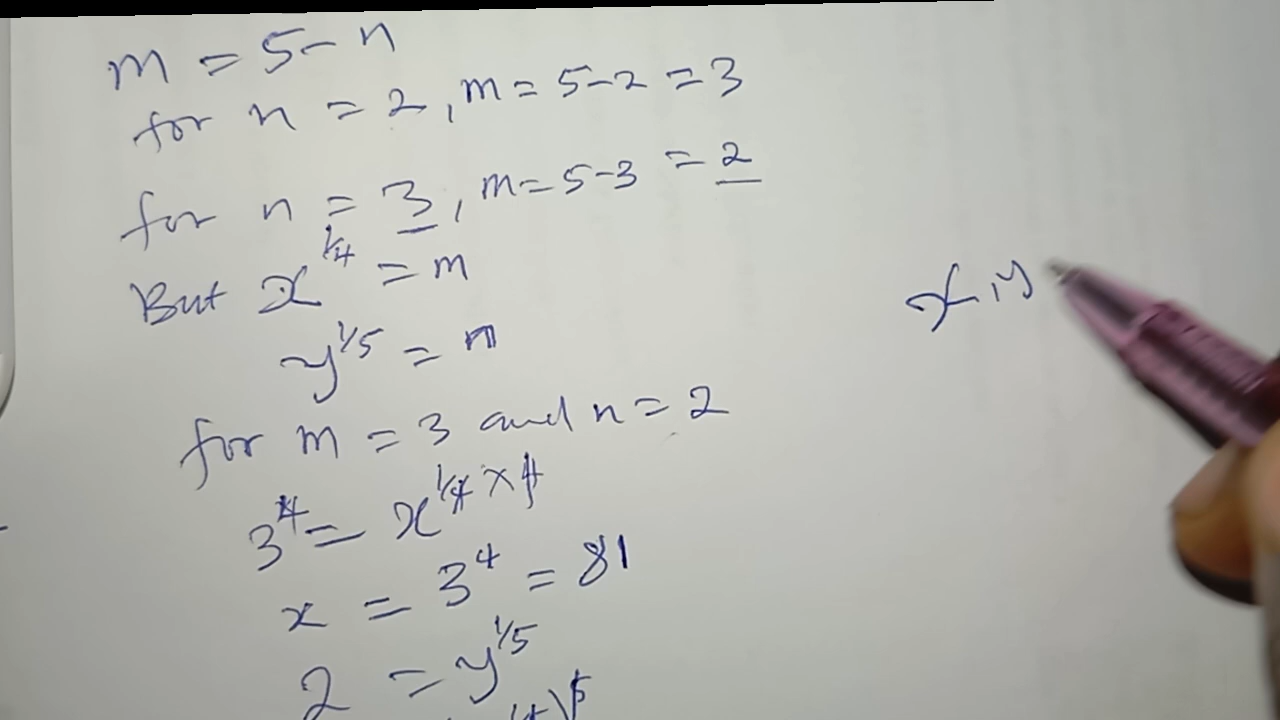 m = 5 - n
for n = 2, m = 5-2 = 3
for n = 3, m = 5-3 = 2
But x^1/4 = m
x, y
y^1/5 = n
for m = 3 and n = 2
3^4 = x^1/4 × 4
x = 3^4 = 81
2 = y^1/5